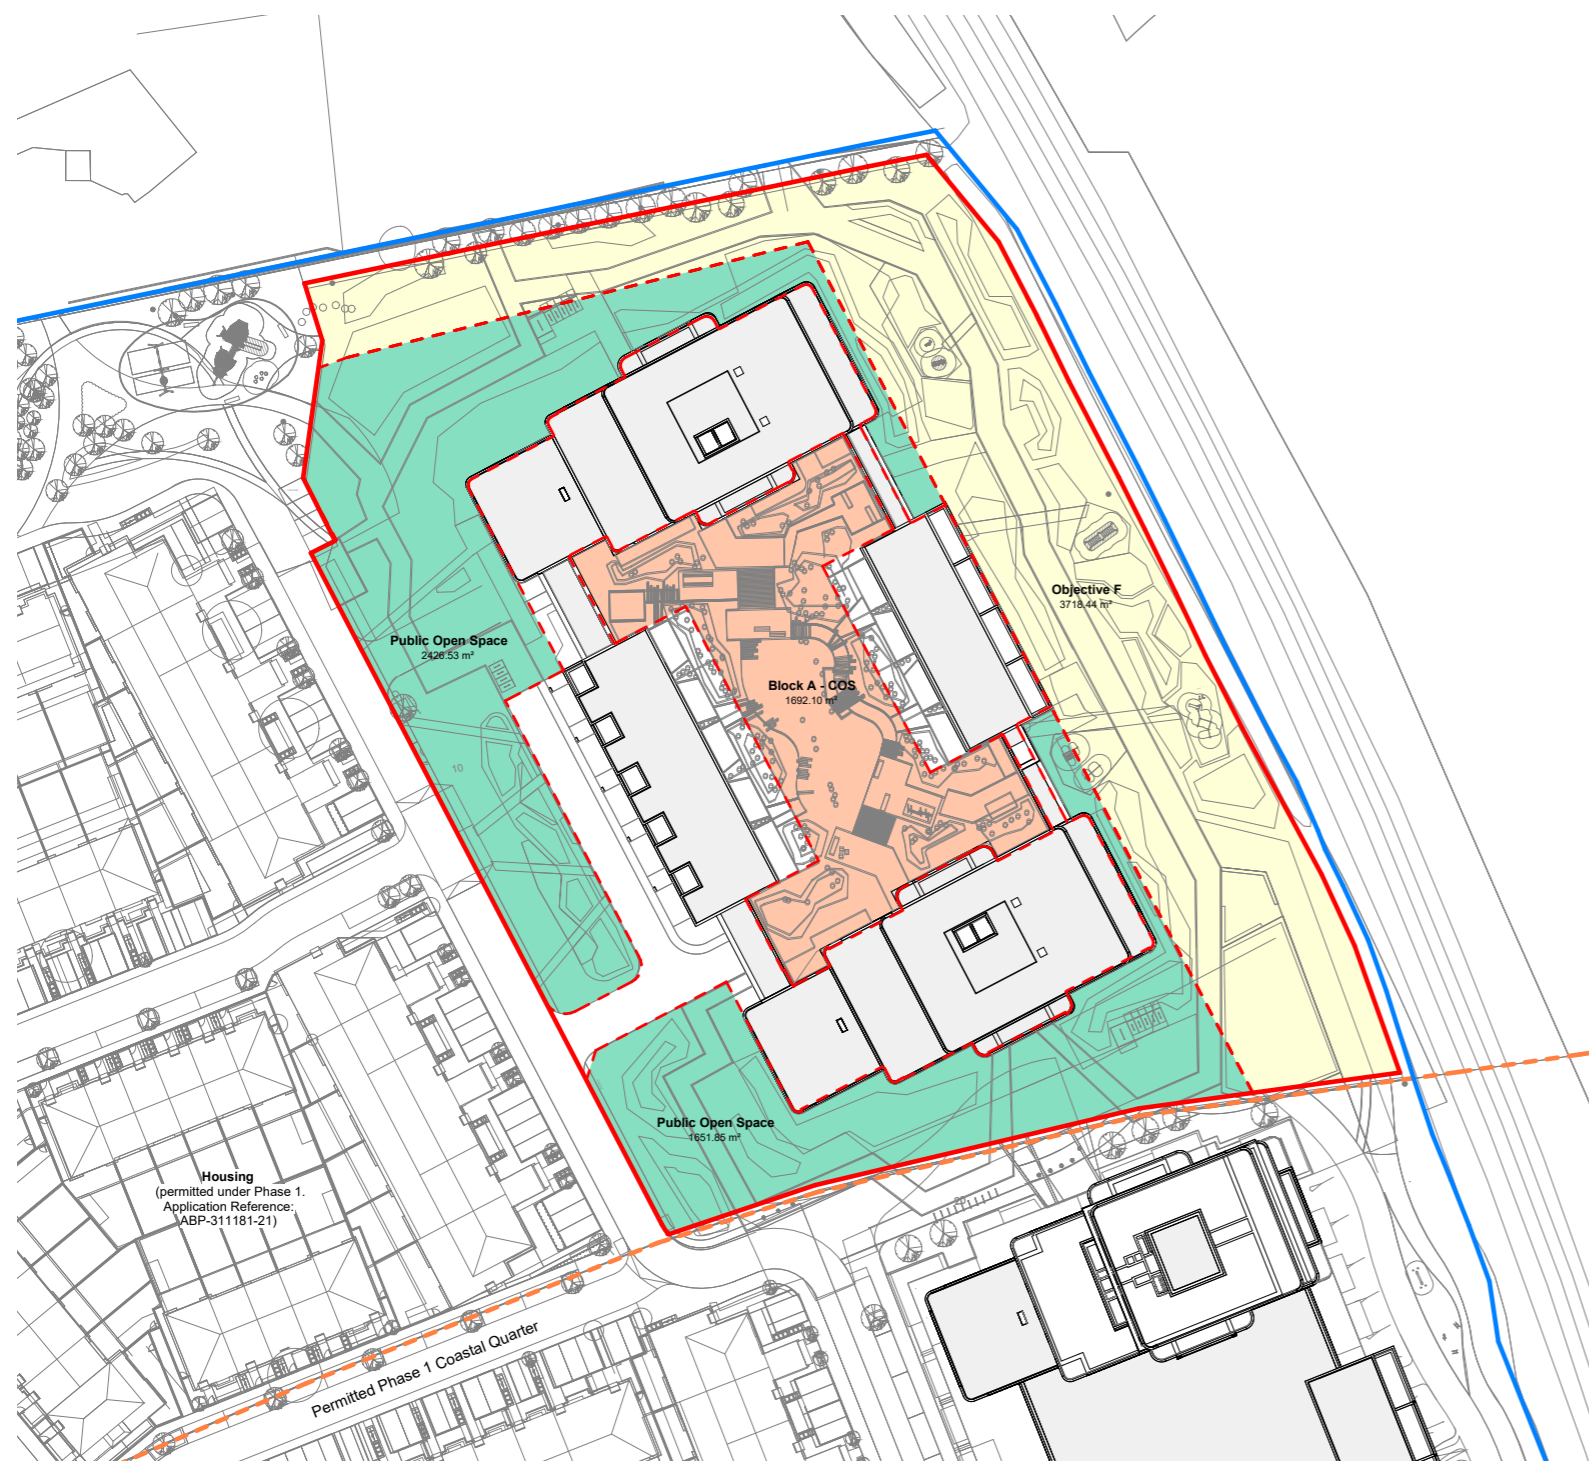 Objective F
3718.44 m²
Public Open Space
2426.53 m²
Block A - COS
1692.10 m²
10
Public Open Space
1651.85 m²
Housing
(permitted under Phase 1.
Application Reference:
ABP-311181-21)
20
Permitted Phase 1 Coastal Quarter